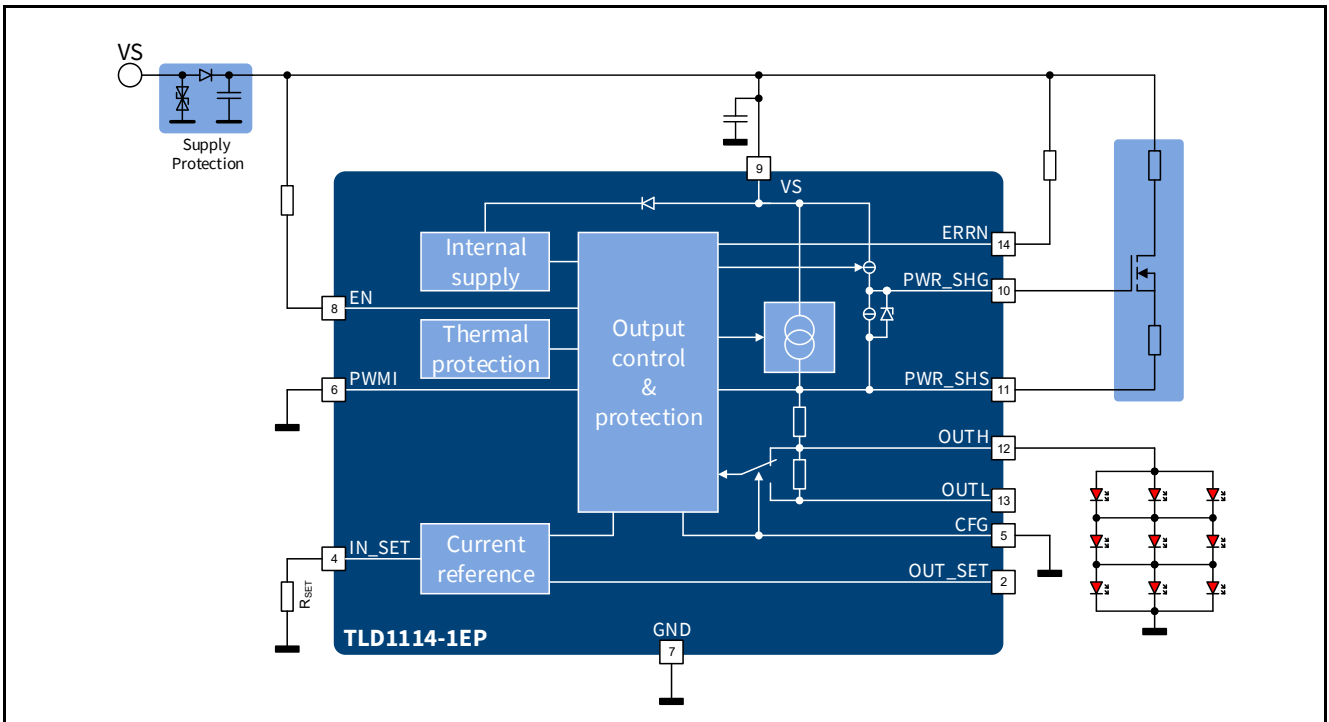 VS
Supply
Protection
9
VS
Internal
supply
ERRN
14
PWR_SHG
10
8
EN
Thermal
protection
Output
control
&
protection
6
PWMI
PWR_SHS
11
OUTH
12
OUTL
13
CFG
5
4
IN_SET
Current
reference
OUT_SET
2
RSET
TLD1114-1EP
GND
7